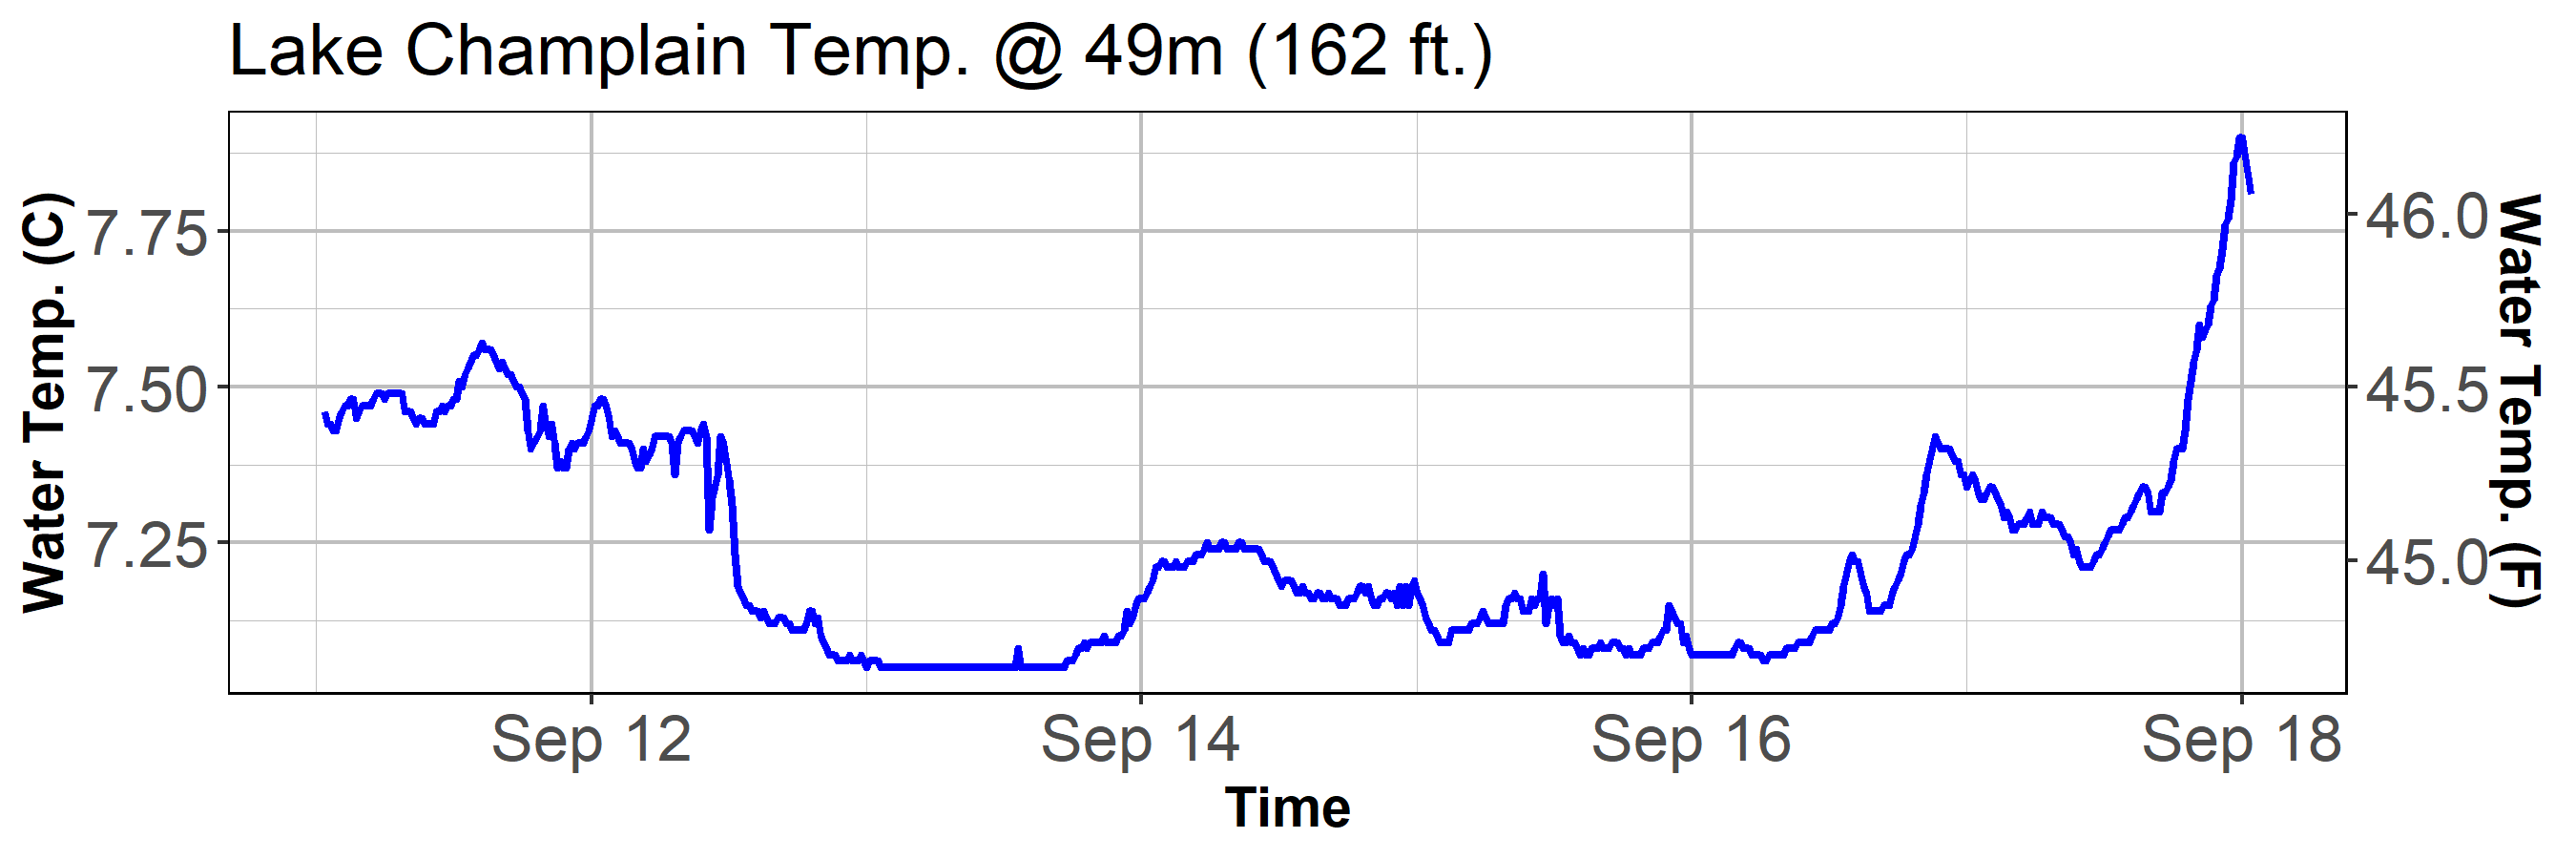 Lake Champlain Temp. @ 49m (162 ft.)
Water Temp. (C)
7.75
7.50
7.25
46.0
45.5
45.0
Water Temp. (F)
Sep 12 Sep 14 Sep 16 Sep 18
Time